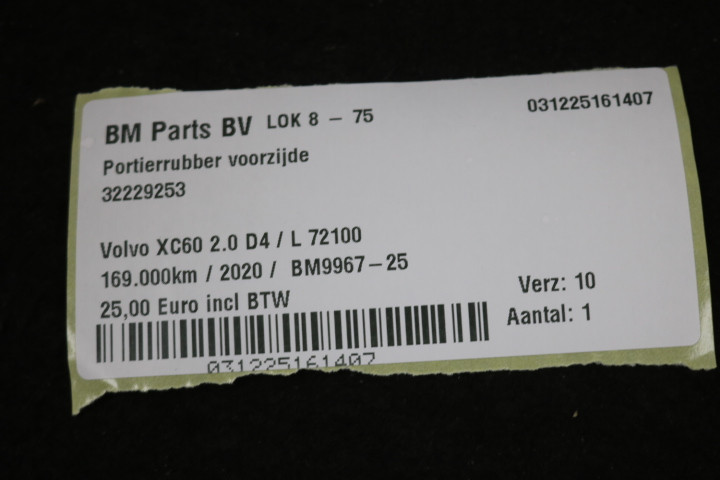 BM Parts BV LOK 8 - 75 031225161407
Portierrubber voorzijde
32229253
Volvo XC60 2.0 D4 / L 72100
169.000km / 2020 / BM9967-25
25,00 Euro incl BTW
Verz: 10
Aantal: 1
031225161407